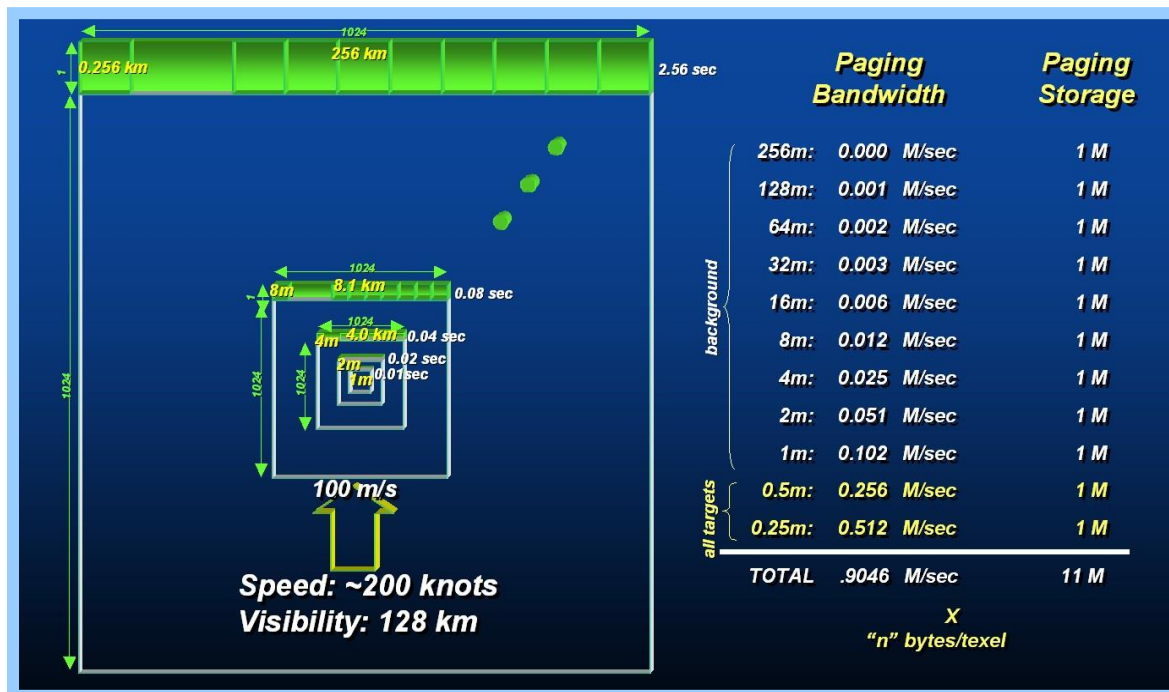 1024
1
0.256 km
256 km
2.56 sec
1024
1024
1
8m
8.1 km
0.08 sec
1024
1024
4m
4.0 km
0.04 sec
1024
2m
0.02 sec
1m
0.01sec
100 m/s
Speed: ~200 knots
Visibility: 128 km
Paging
Bandwidth
Paging
Storage
background
256m: 0.000 M/sec 1 M
128m: 0.001 M/sec 1 M
64m: 0.002 M/sec 1 M
32m: 0.003 M/sec 1 M
16m: 0.006 M/sec 1 M
8m: 0.012 M/sec 1 M
4m: 0.025 M/sec 1 M
2m: 0.051 M/sec 1 M
1m: 0.102 M/sec 1 M
all targets
0.5m: 0.256 M/sec 1 M
0.25m: 0.512 M/sec 1 M
TOTAL .9046 M/sec 11 M
X
“n” bytes/texel